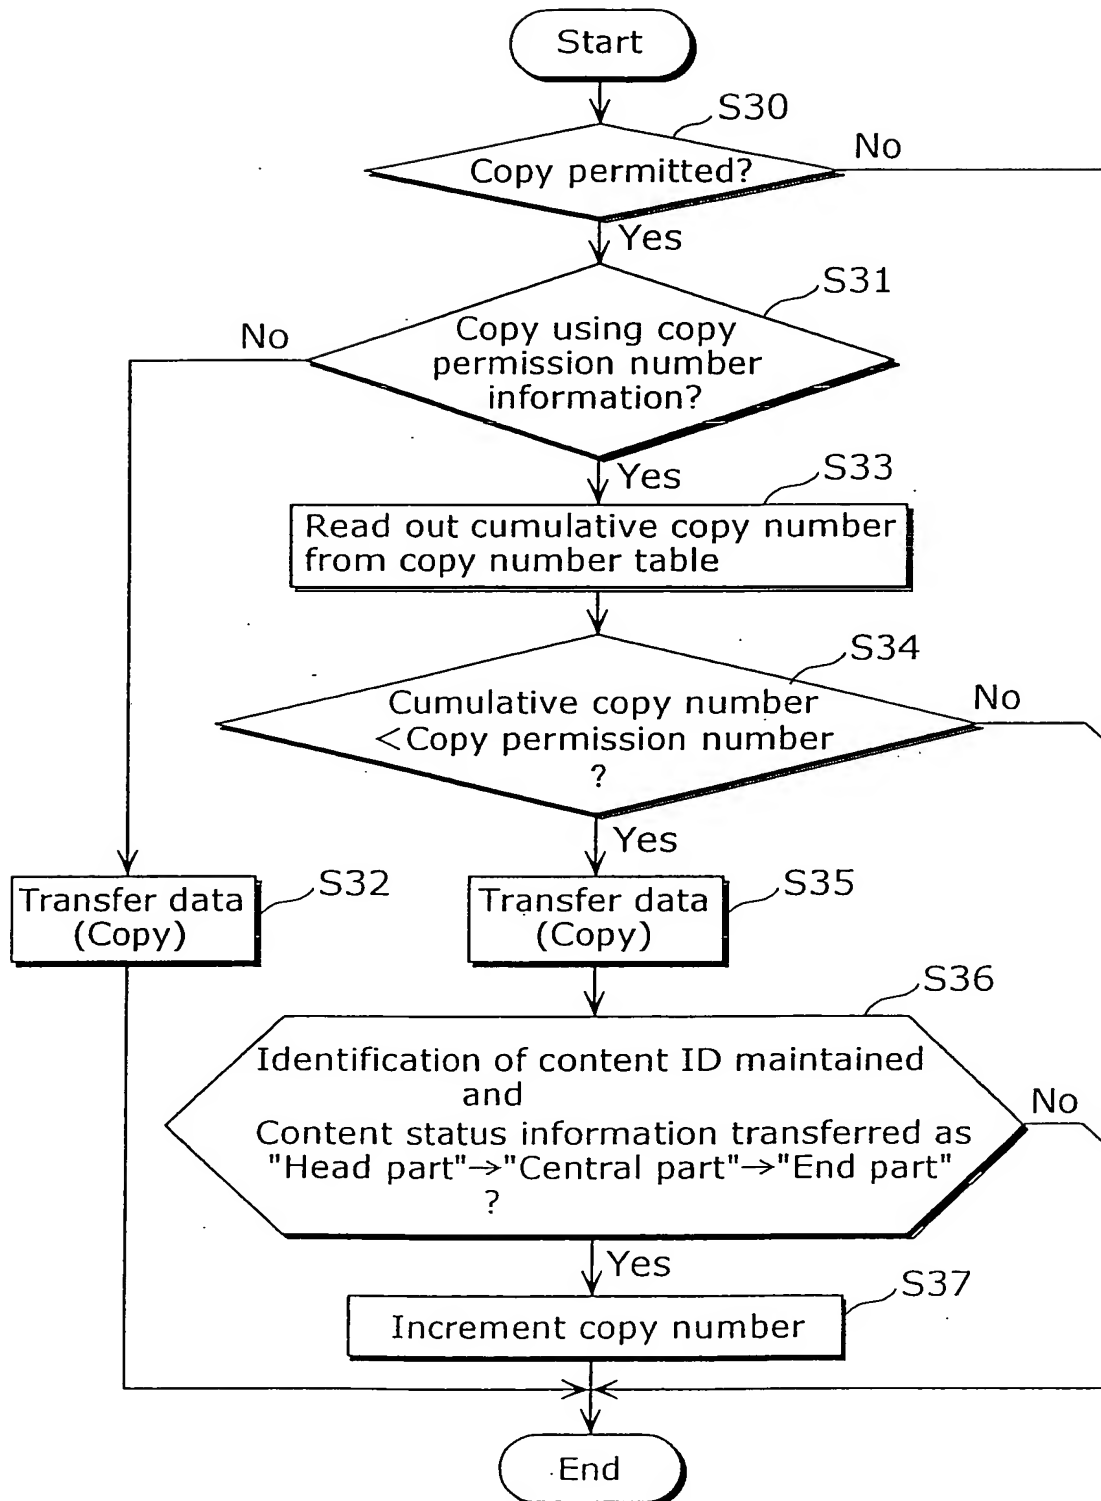 Start
S30
Copy permitted?
No
Yes
S31
Copy using copy
permission number
information?
No
Yes
S33
Read out cumulative copy number
from copy number table
S34
Cumulative copy number
<Copy permission number
?
No
Yes
S32
Transfer data
(Copy)
S35
Transfer data
(Copy)
S36
Identification of content ID maintained
and
Content status information transferred as
"Head part"→"Central part"→"End part"
?
No
Yes
S37
Increment copy number
End